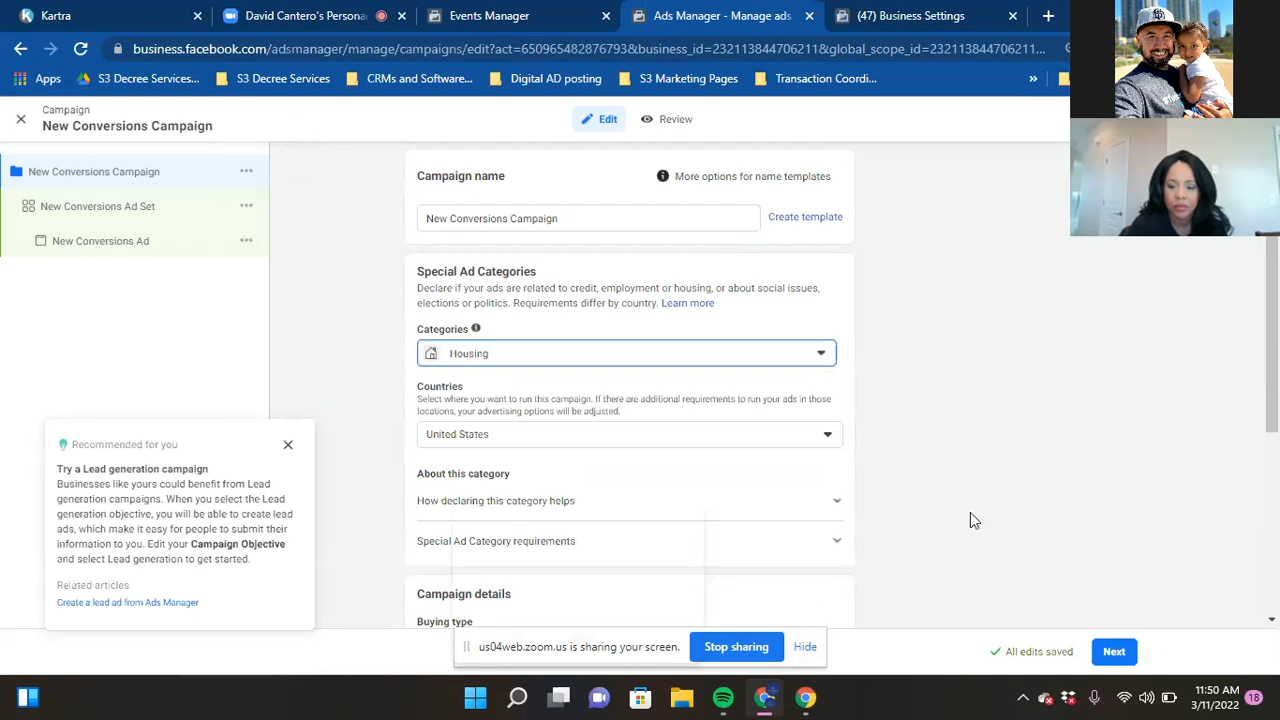 Kartra
David Cantero's Persona
Events Manager
Ads Manager - Manage ads
(47) Business Settings
business.facebook.com/adsmanager/manage/campaigns/edit?act=650965482876793&business_id=232113844706211&global_scope_id=232113844706211...
Apps
S3 Decree Services...
S3 Decree Services
CRMs and Software...
Digital AD posting
S3 Marketing Pages
Transaction Coordi...
»
Campaign
New Conversions Campaign
Edit
Review
New Conversions Campaign
New Conversions Ad Set
New Conversions Ad
Campaign name
More options for name templates
New Conversions Campaign
Create template
Special Ad Categories
Declare if your ads are related to credit, employment or housing, or about social issues,
elections or politics. Requirements differ by country. Learn more
Categories
Housing
Countries
Select where you want to run this campaign. If there are additional requirements to run your ads in those
locations, your advertising options will be adjusted.
United States
About this category
How declaring this category helps
Special Ad Category requirements
Campaign details
Buying type
Recommended for you
Try a Lead generation campaign
Businesses like yours could benefit from Lead
generation campaigns. When you select the Lead
generation objective, you will be able to create lead
ads, which make it easy for people to submit their
information to you. Edit your Campaign Objective
and select Lead generation to get started.
Related articles
Create a lead ad from Ads Manager
us04web.zoom.us is sharing your screen.
Stop sharing
Hide
All edits saved
Next
11:50 AM
3/11/2022
18